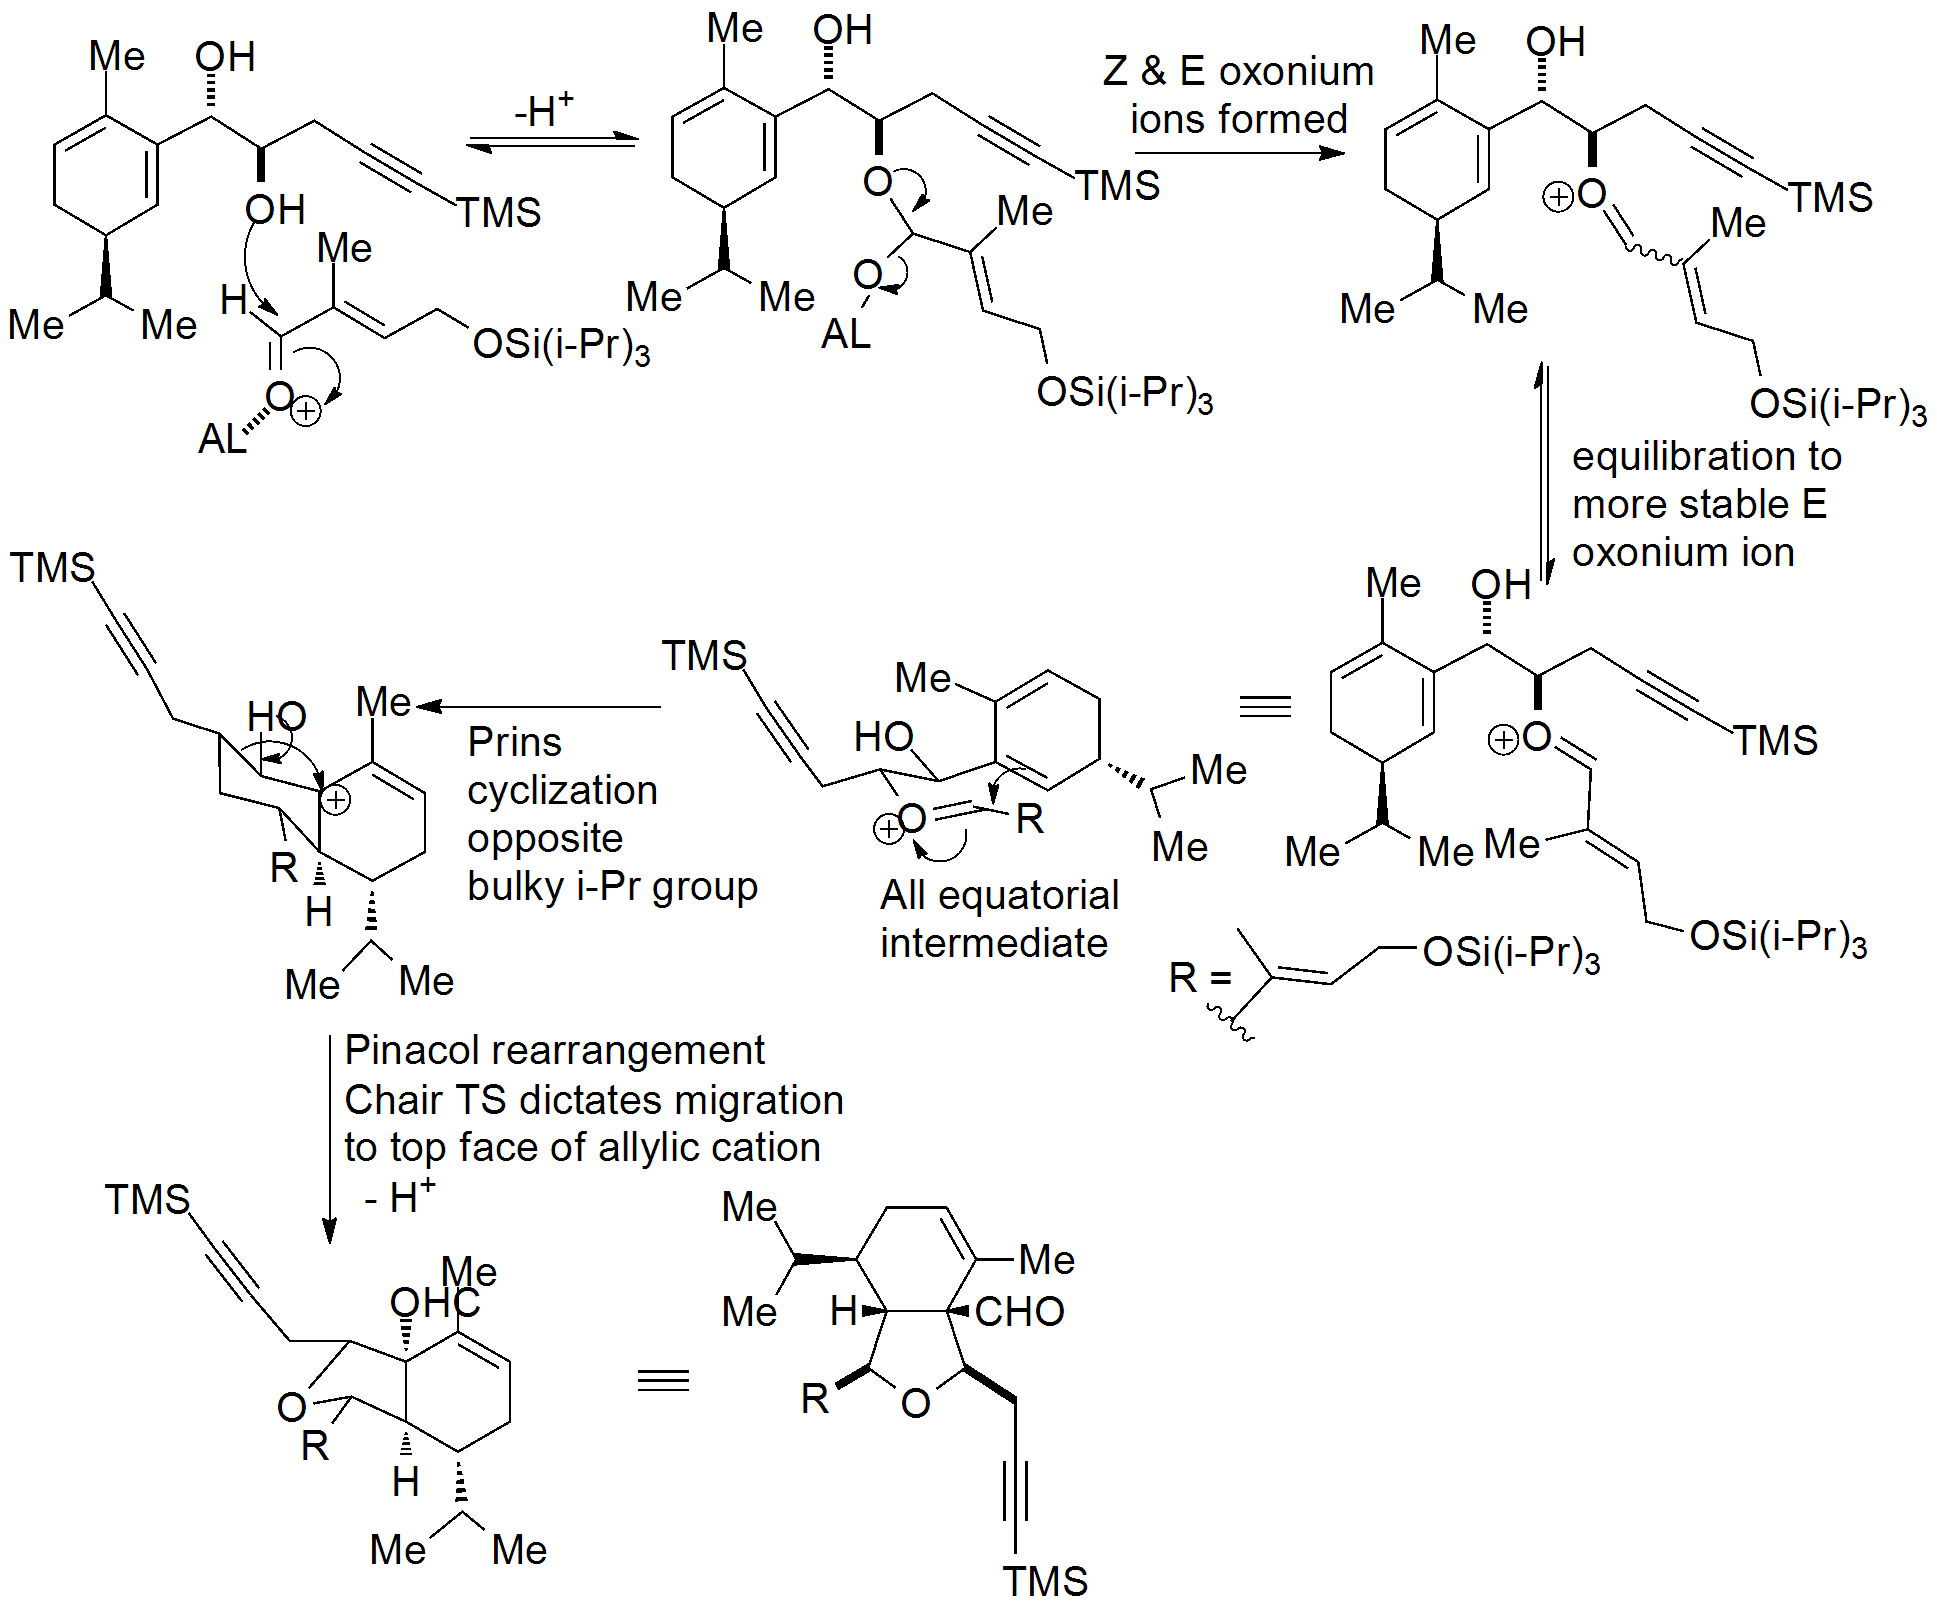 Me
OH
-H+
Me
OH
Z & E oxonium
ions formed
Me
OH
OH
TMS
O
TMS
⊕O
TMS
Me
H
Me
Me
Me
Me
O
Me
Me
Me
Me
OSi(i-Pr)3
AL
O⊕
AL
OSi(i-Pr)3
OSi(i-Pr)3
equilibration to
more stable E
oxonium ion
TMS
TMS
Me
Me
OH
HO
Me
Prins
cyclization
opposite
bulky i-Pr group
HO
⊕O
R
Me
Me
⊕O
TMS
⊕
R
H
Me
Me
All equatorial
intermediate
Me
Me
Me
OSi(i-Pr)3
R =
OSi(i-Pr)3
Pinacol rearrangement
Chair TS dictates migration
to top face of allylic cation
- H+
TMS
Me
OHC
O
R
H
Me
Me
Me
Me
Me
H
CHO
R
O
TMS